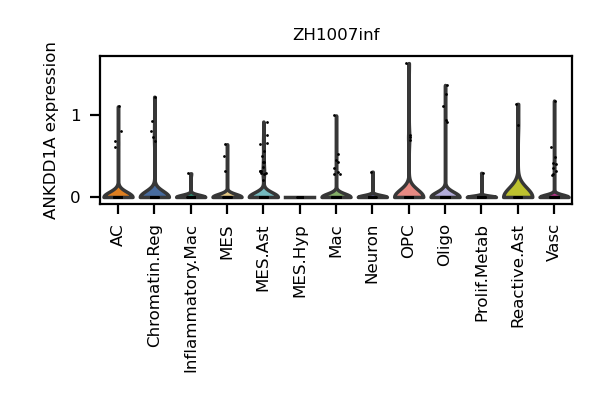 ZH1007inf
ANKDD1A expression
1
0
AC
Chromatin.Reg
Inflammatory.Mac
MES
MES.Ast
MES.Hyp
Mac
Neuron
OPC
Oligo
Prolif.Metab
Reactive.Ast
Vasc